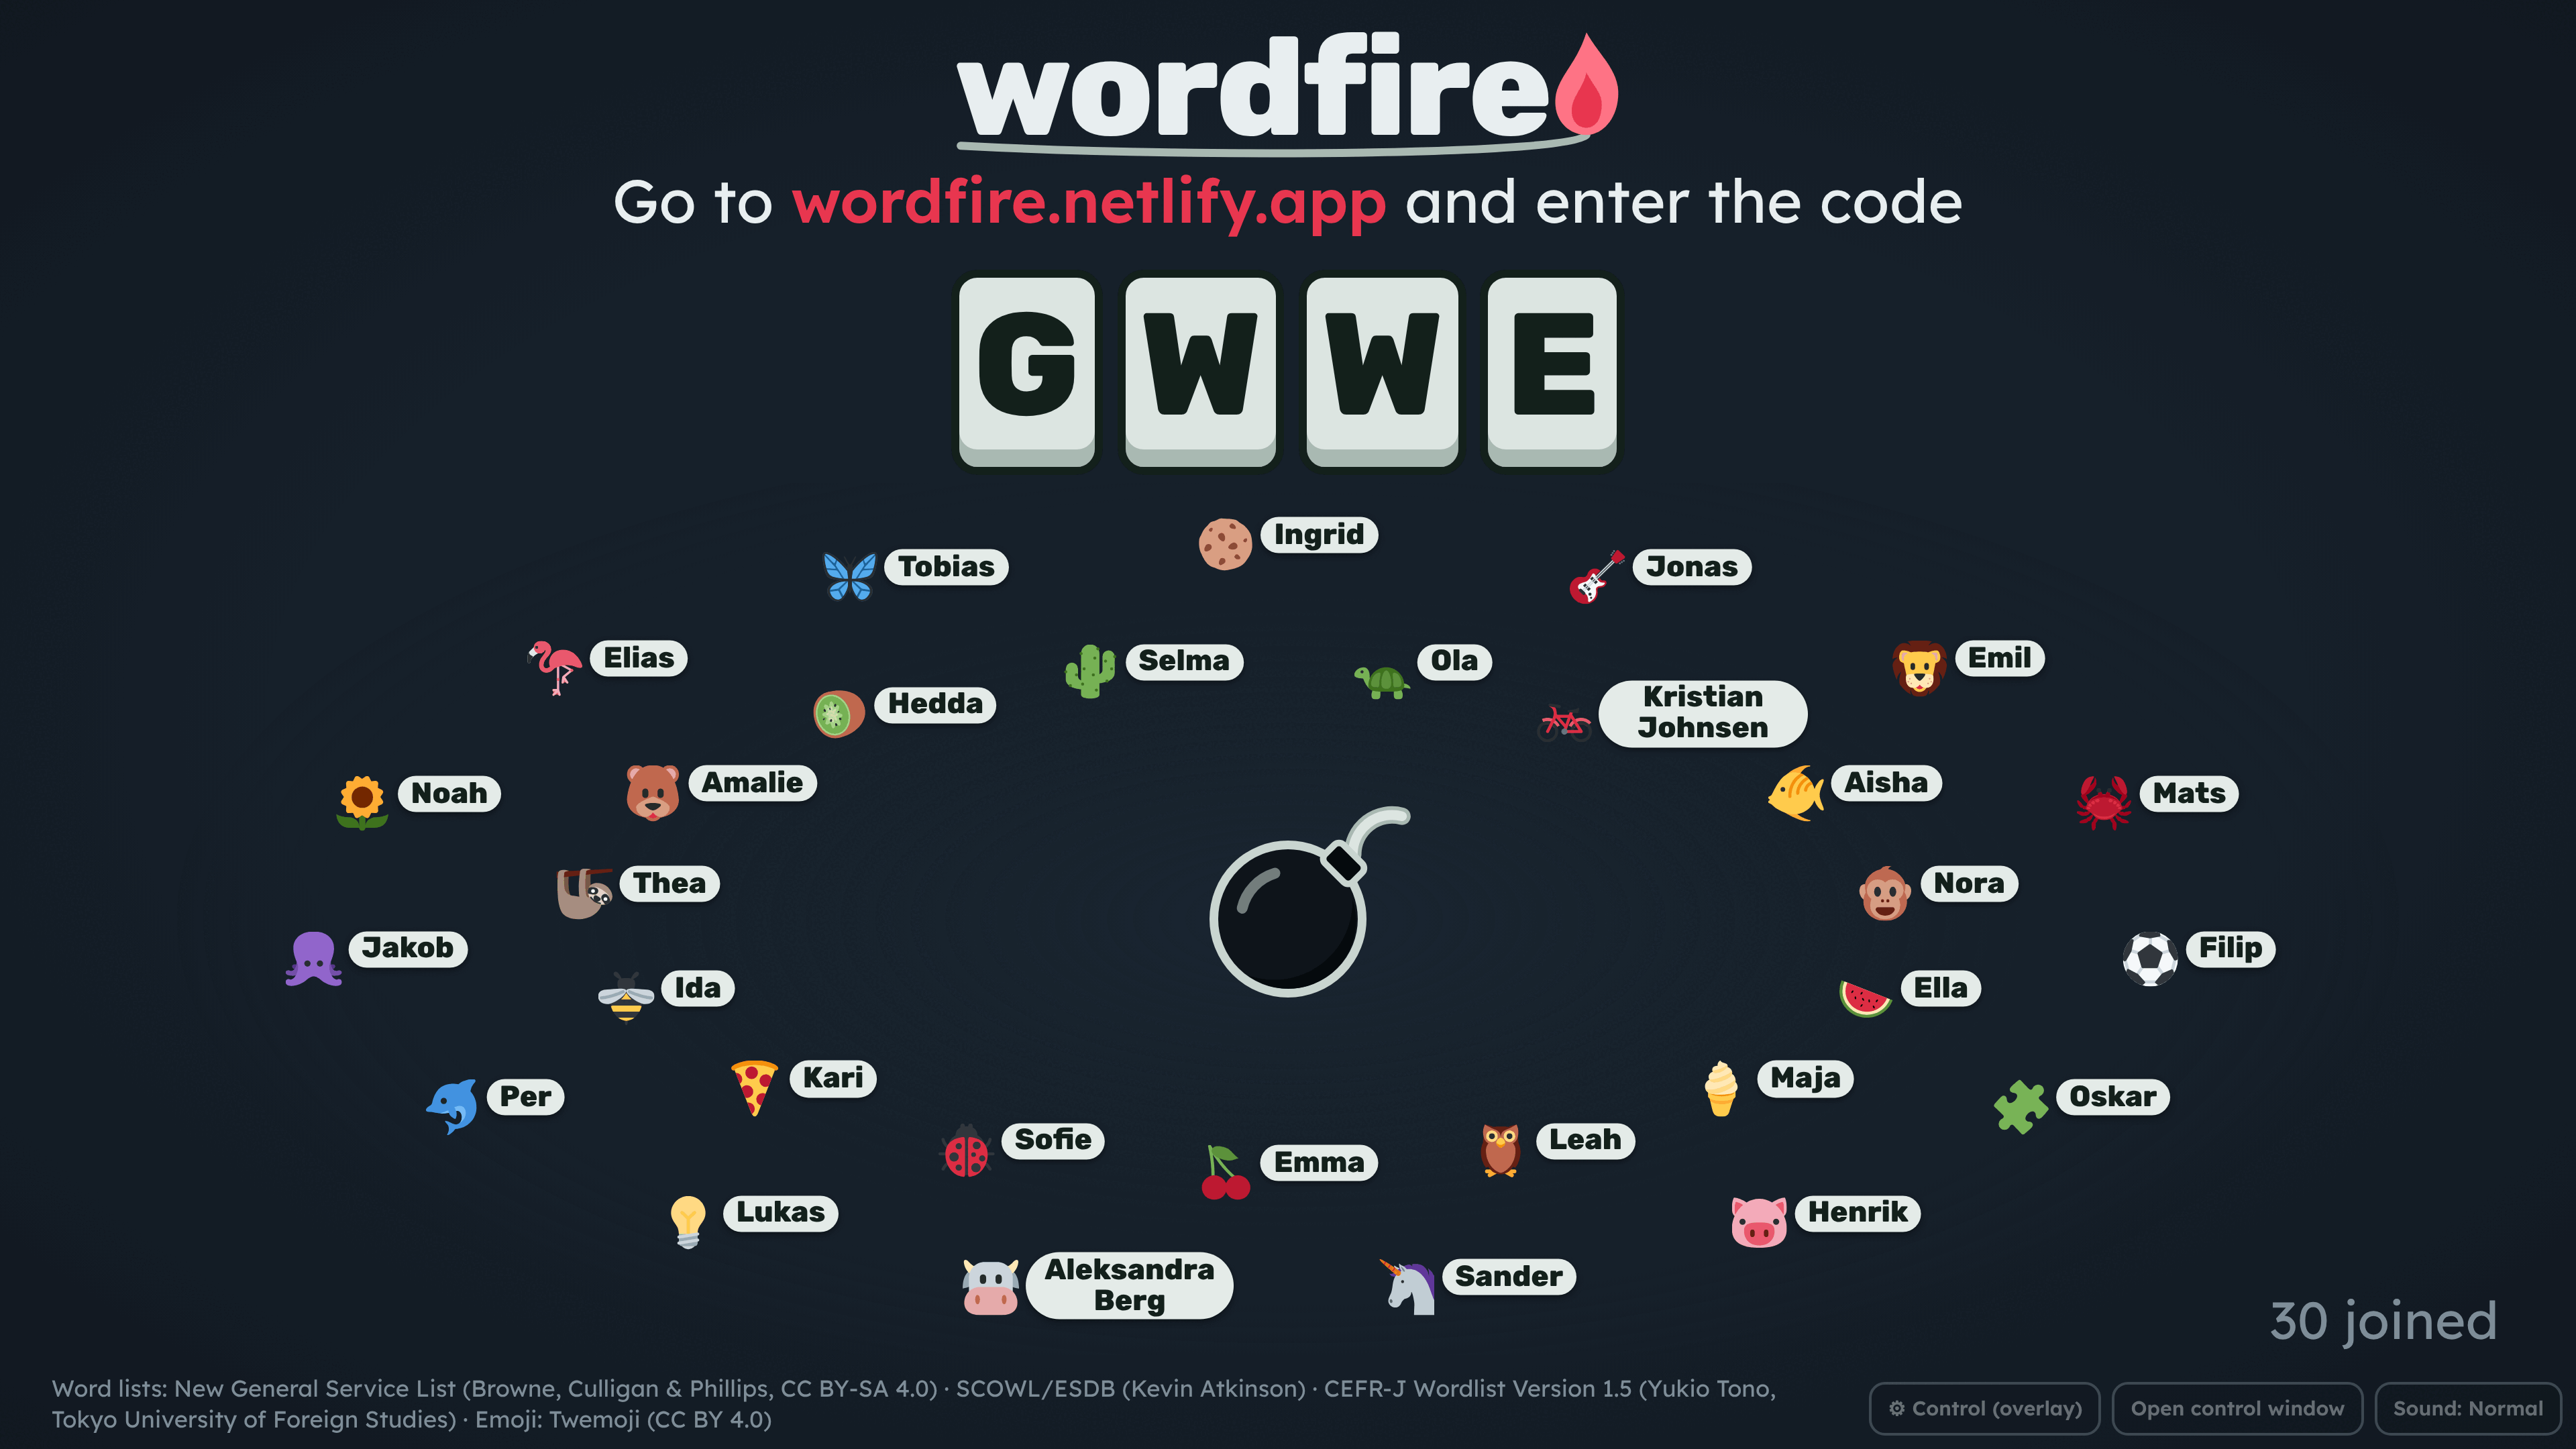 wordfire
Go to wordfire.netlify.app and enter the code
GWWE
Ingrid
Tobias
Jonas
Elias
Selma
Ola
Emil
Hedda
Kristian
Johnsen
Noah
Amalie
Aisha
Mats
Thea
Nora
Jakob
Filip
Ida
Ella
Per
Kari
Maja
Oskar
Sofie
Emma
Leah
Lukas
Henrik
Aleksandra
Berg
Sander
30 joined
Word lists: New General Service List (Browne, Culligan & Phillips, CC BY-SA 4.0) · SCOWL/ESDB (Kevin Atkinson) · CEFR-J Wordlist Version 1.5 (Yukio Tono,
Tokyo University of Foreign Studies) · Emoji: Twemoji (CC BY 4.0)
⚙ Control (overlay)
Open control window
Sound: Normal